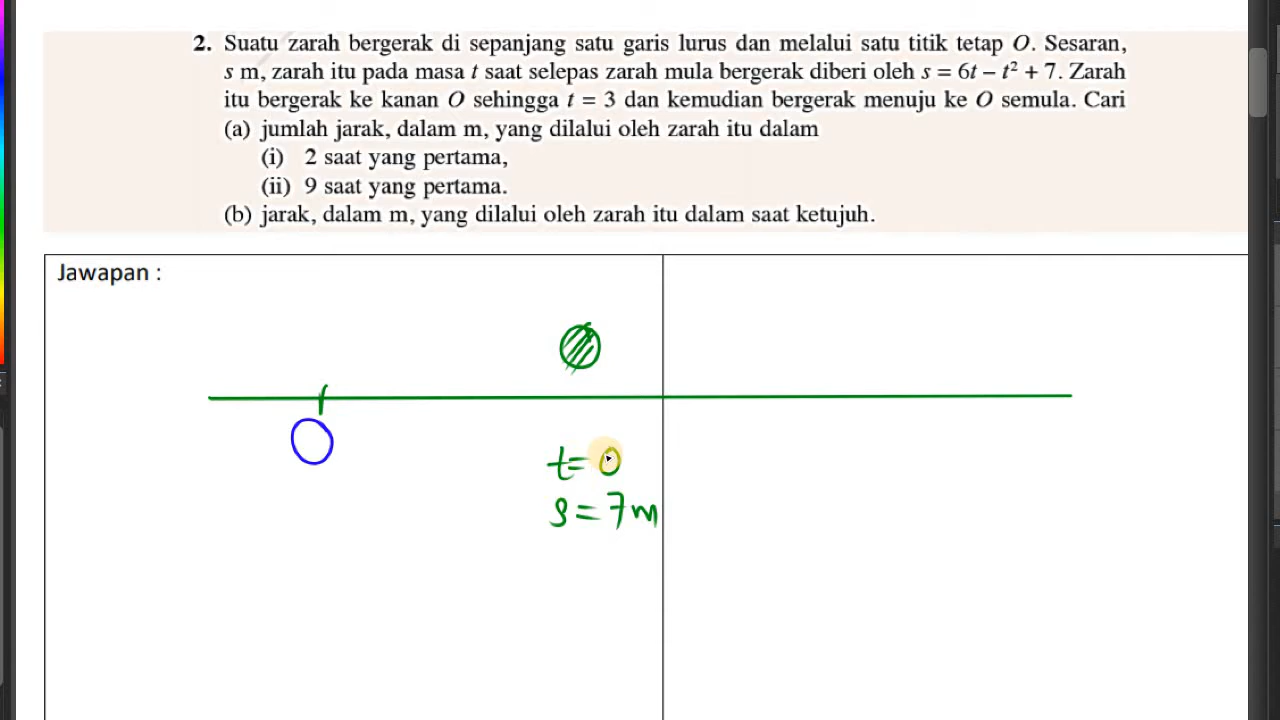 2. Suatu zarah bergerak di sepanjang satu garis lurus dan melalui satu titik tetap O. Sesaran,
s m, zarah itu pada masa t saat selepas zarah mula bergerak diberi oleh s = 6t – t² + 7. Zarah
itu bergerak ke kanan O sehingga t = 3 dan kemudian bergerak menuju ke O semula. Cari
(a) jumlah jarak, dalam m, yang dilalui oleh zarah itu dalam
(i) 2 saat yang pertama,
(ii) 9 saat yang pertama.
(b) jarak, dalam m, yang dilalui oleh zarah itu dalam saat ketujuh.
Jawapan :
O
t = 0
s = 7m